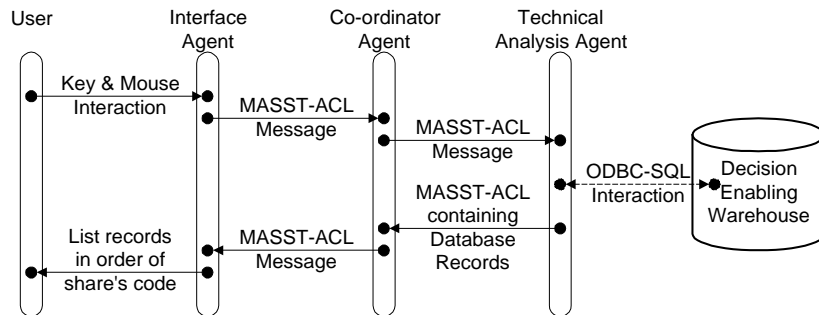 User
Interface
Agent
Co-ordinator
Agent
Technical
Analysis Agent
Key & Mouse
Interaction
MASST-ACL
Message
MASST-ACL
Message
ODBC-SQL
Interaction
Decision
Enabling
Warehouse
MASST-ACL
containing
Database
Records
MASST-ACL
Message
List records
in order of
share's code